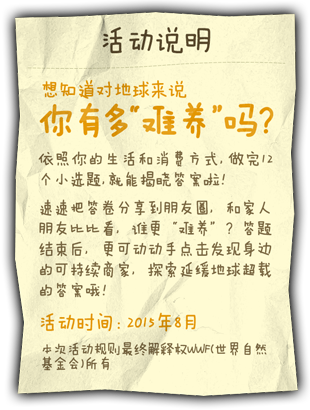 活动说明
想知道对地球来说
你有多“难养”吗？
依照你的生活和消费方式，做完12
个小选题，就能揭晓答案啦！
速速把答卷分享到朋友圈，和家人
朋友比比看，谁更“难养”？答题
结束后，更可动动手点击发现身边
的可持续商家，探索延缓地球超载
的答案哦！
活动时间：2015年8月
本次活动规则最终解释权WWF(世界自然
基金会)所有